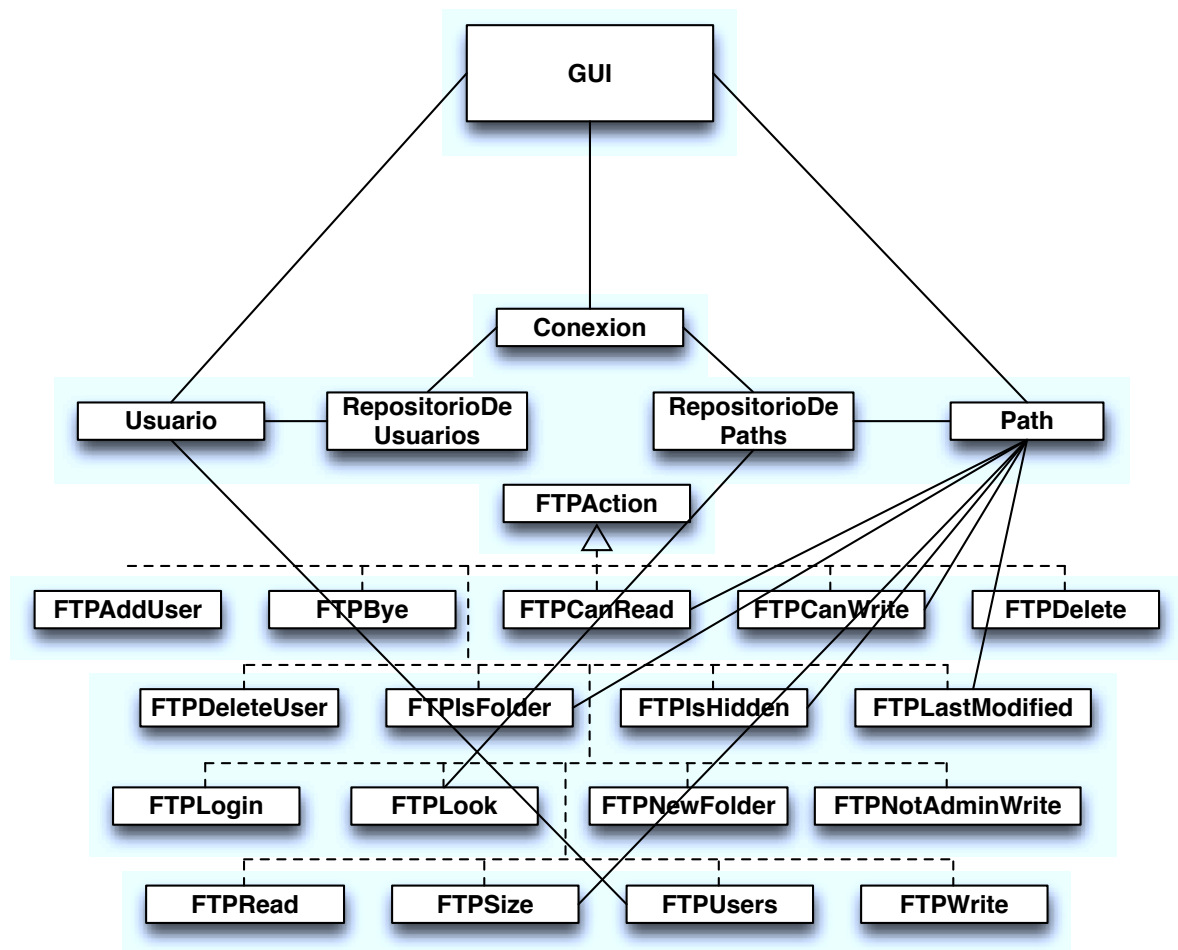 GUI
Conexion
Usuario
RepositorioDe
Usuarios
RepositorioDe
Paths
Path
FTPAction
FTPAddUser
FTPBye
FTPCanRead
FTPCanWrite
FTPDelete
FTPDeleteUser
FTPIsFolder
FTPIsHidden
FTPLastModified
FTPLogin
FTPLook
FTPNewFolder
FTPNotAdminWrite
FTPRead
FTPSize
FTPUsers
FTPWrite